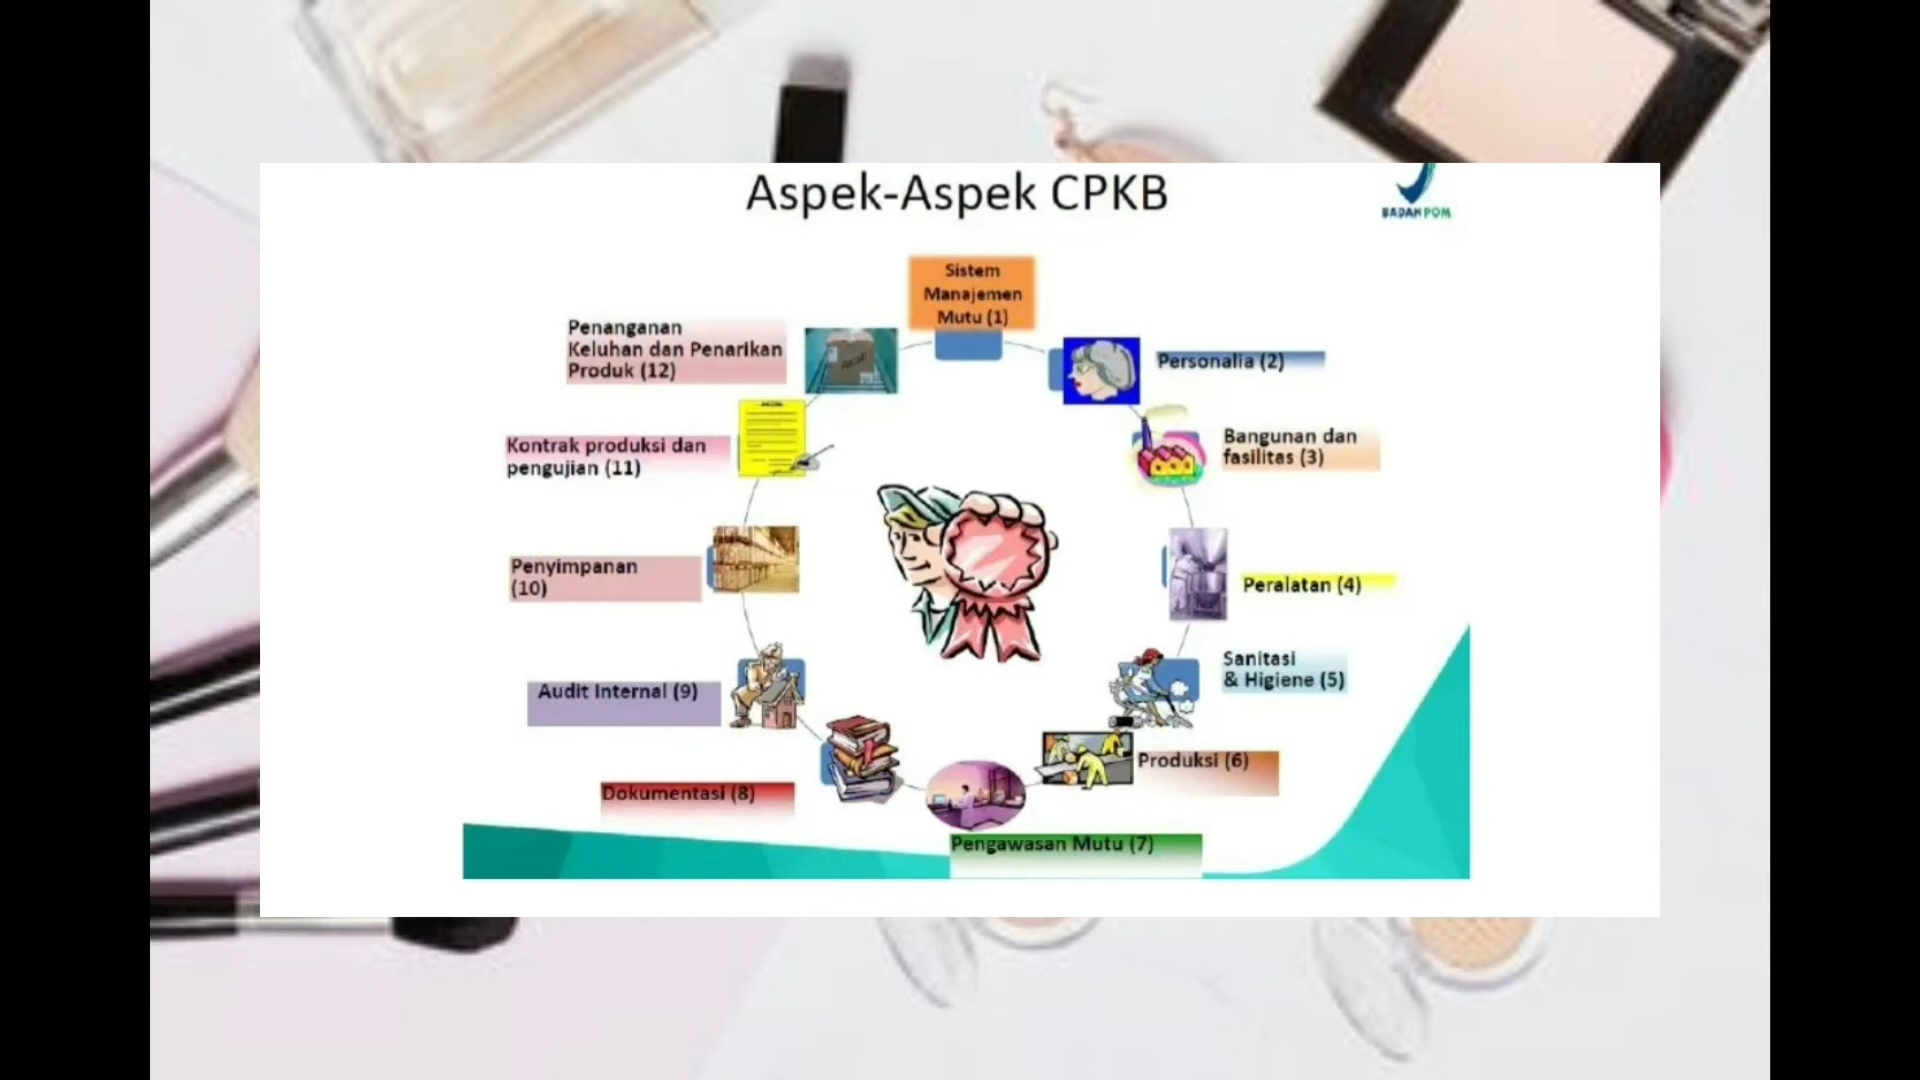 Aspek-Aspek CPKB
BADAN POM
Sistem
Manajemen
Mutu (1)
Personalia (2)
Bangunan dan
fasilitas (3)
Peralatan (4)
Sanitasi
& Higiene (5)
Produksi (6)
Pengawasan Mutu (7)
Dokumentasi (8)
Audit Internal (9)
Penyimpanan
(10)
Kontrak produksi dan
pengujian (11)
Penanganan
Keluhan dan Penarikan
Produk (12)